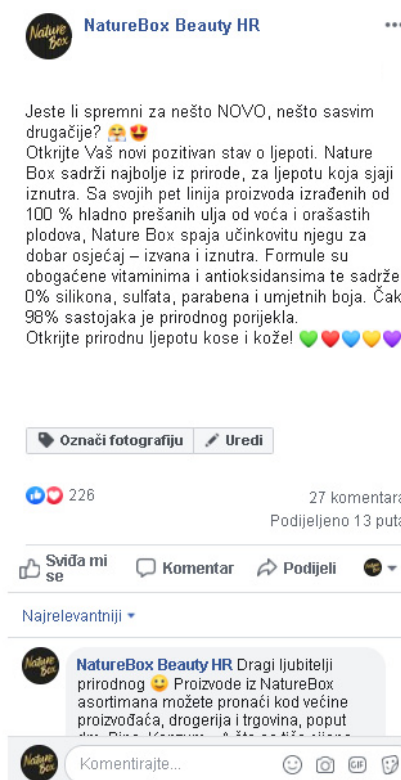 Nature
Box
NatureBox Beauty HR
Jeste li spremni za nešto NOVO, nešto sasvim
drugačije? 🤗😍
Otkrijte Vaš novi pozitivan stav o ljepoti. Nature
Box sadrži najbolje iz prirode, za ljepotu koja sjaji
iznutra. Sa svojih pet linija proizvoda izrađenih od
100 % hladno prešanih ulja od voća i orašastih
plodova, Nature Box spaja učinkovitu njegu za
dobar osjećaj – izvana i iznutra. Formule su
obogaćene vitaminima i antioksidansima te sadrže
0% silikona, sulfata, parabena i umjetnih boja. Čak
98% sastojaka je prirodnog porijekla.
Otkrijte prirodnu ljepotu kose i kože! 💚❤️💙💛💜
Označi fotografiju Uredi
226
27 komentara
Podijeljeno 13 puta
Sviđa mi
se
Komentar Podijeli
Najrelevantniji
Nature
Box
NatureBox Beauty HR Dragi ljubitelji
prirodnog 😃 Proizvode iz NatureBox
asortimana možete pronaći kod većine
proizvođača, drogerija i trgovina, poput
Nature
Box
Komentirajte...
GIF